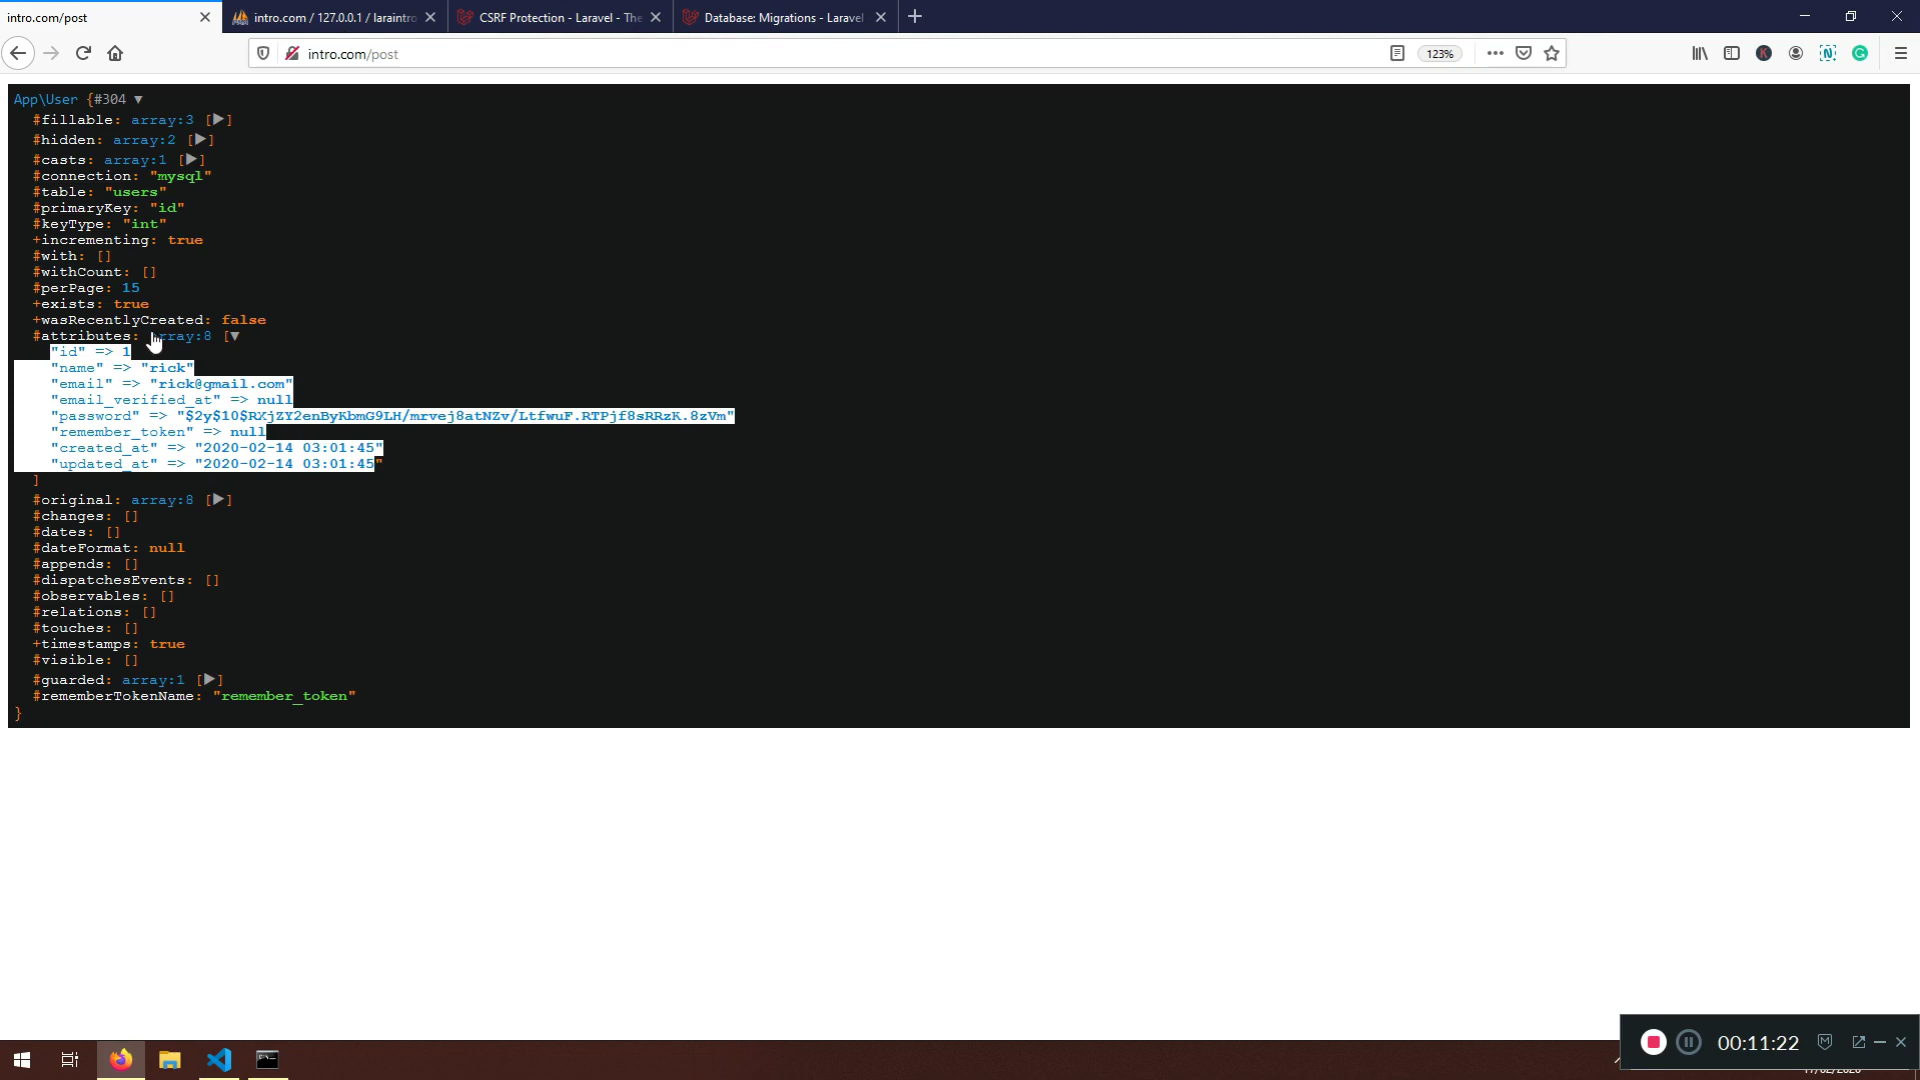 intro.com/post
intro.com / 127.0.0.1 / laraintro
CSRF Protection - Laravel - The
Database: Migrations - Laravel
intro.com/post
123%
App\User {#304 ▼
#fillable: array:3 [▶]
#hidden: array:2 [▶]
#casts: array:1 [▶]
#connection: "mysql"
#table: "users"
#primaryKey: "id"
#keyType: "int"
+incrementing: true
#with: []
#withCount: []
#perPage: 15
+exists: true
+wasRecentlyCreated: false
#attributes: array:8 [▼
"id" => 1
"name" => "rick"
"email" => "rick@gmail.com"
"email_verified_at" => null
"password" => "$2y$10$RXjZY2enByKbmG9LH/mrvej8atNZv/LtfwuF.RTPjf8sRRzK.8zVm"
"remember_token" => null
"created_at" => "2020-02-14 03:01:45"
"updated_at" => "2020-02-14 03:01:45"
]
#original: array:8 [▶]
#changes: []
#dates: []
#dateFormat: null
#appends: []
#dispatchesEvents: []
#observables: []
#relations: []
#touches: []
+timestamps: true
#visible: []
#guarded: array:1 [▶]
#rememberTokenName: "remember_token"
}
00:11:22